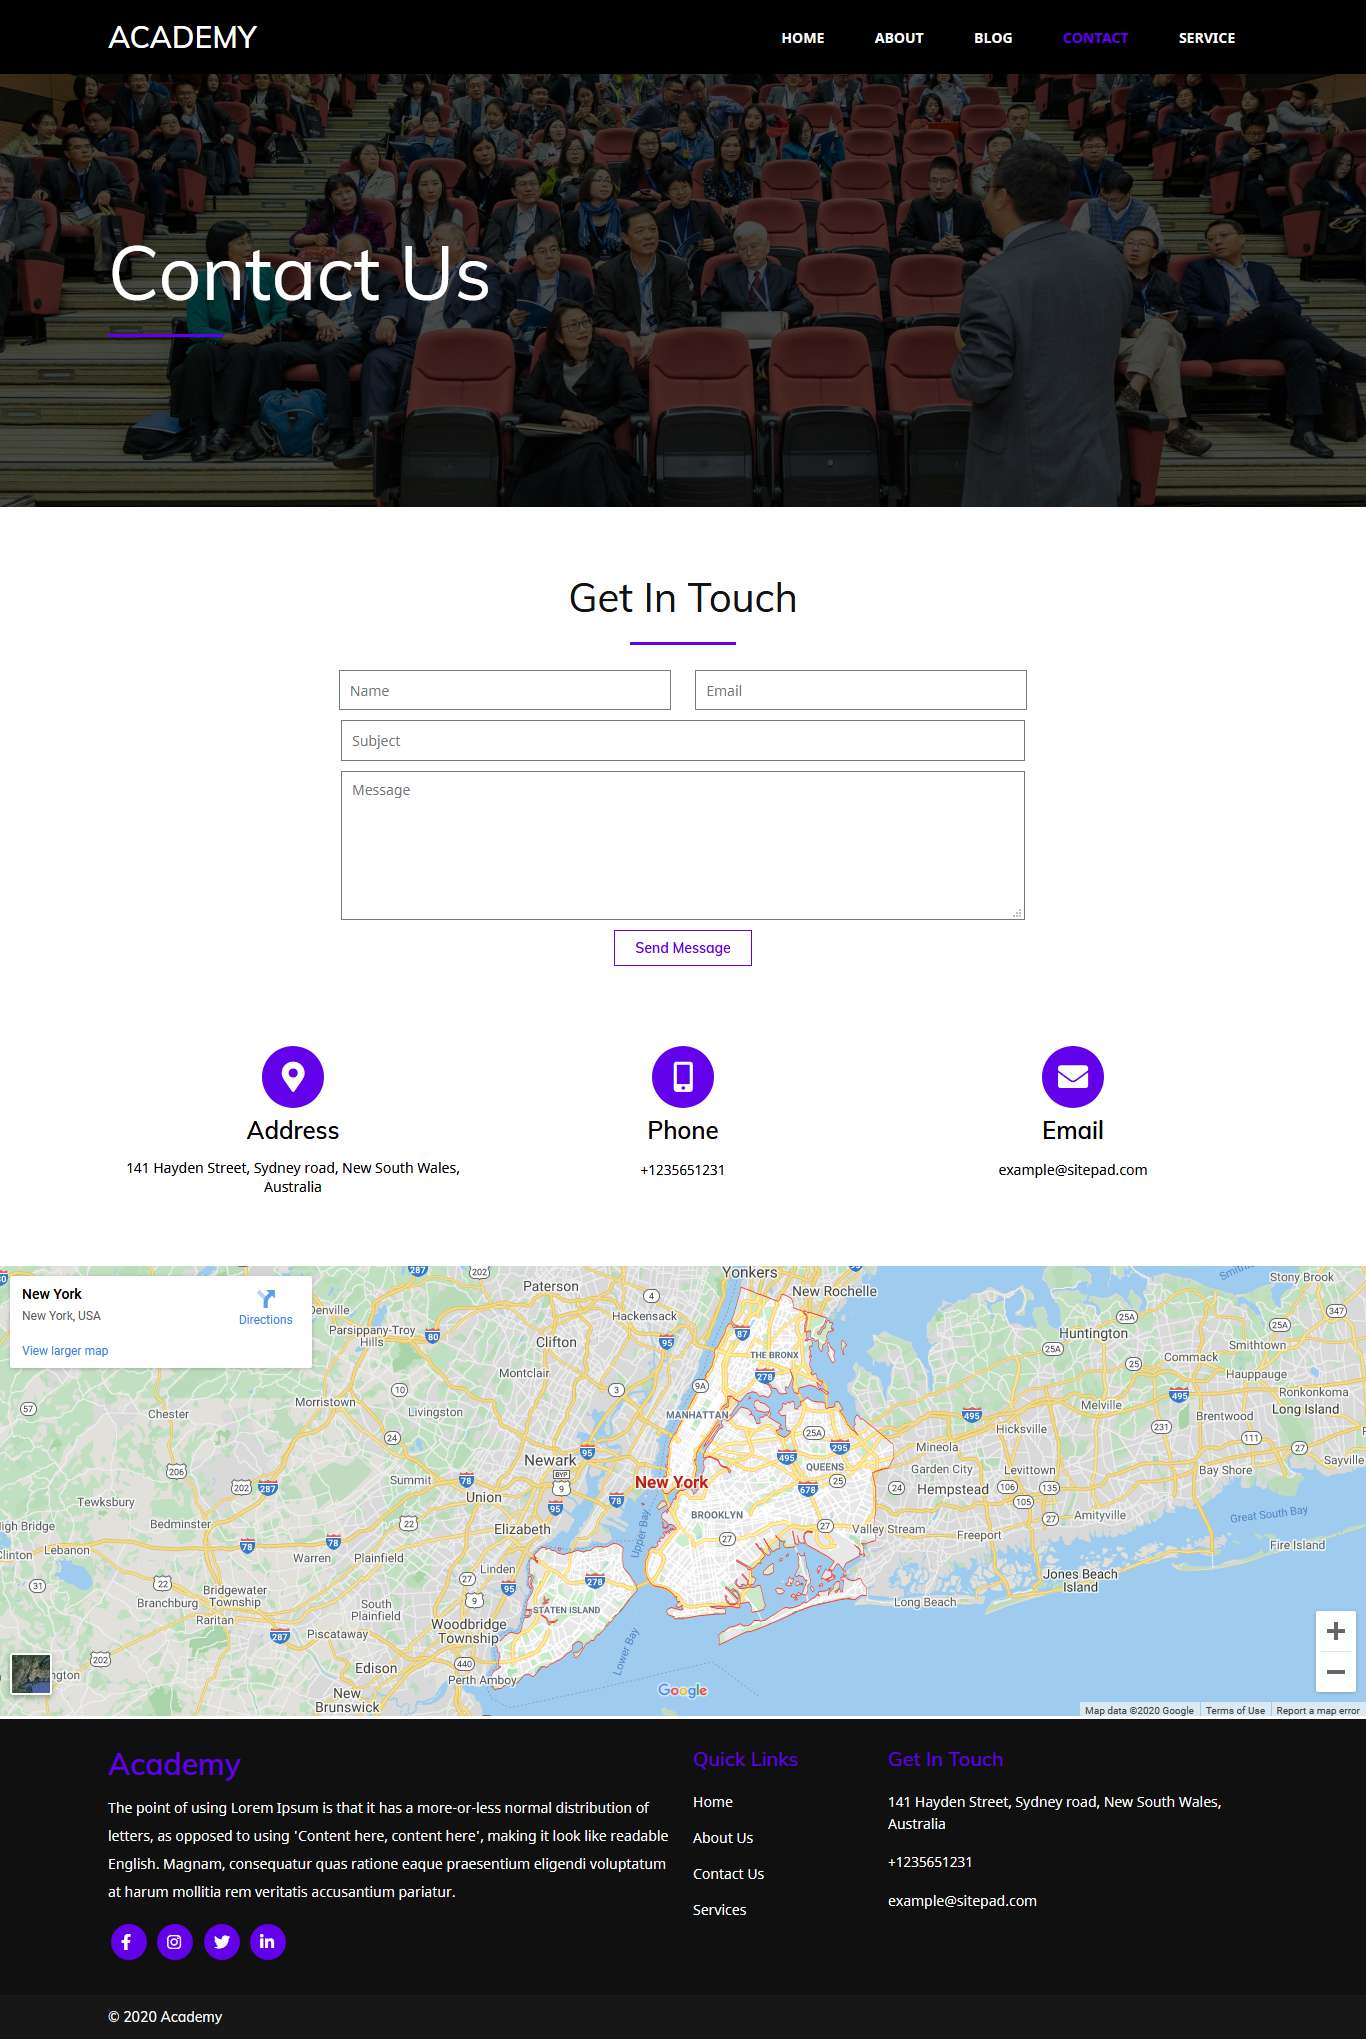 ACADEMY
HOME
ABOUT
BLOG
CONTACT
SERVICE
Contact Us
Get In Touch
Name
Email
Subject
Message
Send Message
Address
141 Hayden Street, Sydney road, New South Wales,
Australia
Phone
+1235651231
Email
example@sitepad.com
New York
New York, USA
Directions
View larger map
Denville
Parsippany-Troy
Hills
Paterson
Hackensack
Clifton
Yonkers
New Rochelle
Stony Brook
Huntington
Smithtown
Commack
Hauppauge
Ronkonkoma
Long Island
THE BRONX
Montclair
Morristown
Livingston
Chester
MANHATTAN
Melville
Brentwood
Hicksville
Mineola
Newark
QUEENS
Garden City
Levittown
Bay Shore
Sayville
Summit
Union
New York
Hempstead
Tewksbury
Bedminster
Elizabeth
BROOKLYN
Valley Stream
Freeport
Amityville
Great South Bay
Fire Island
Upper Bay
Lebanon
Warren
Plainfield
Linden
Jones Beach
Island
Bridgewater
Township
Branchburg
Raritan
South
Plainfield
STATEN ISLAND
Long Beach
Woodbridge
Township
Piscataway
Lower Bay
Edison
Perth Amboy
New
Brunswick
Google
Map data ©2020 Google
Terms of Use
Report a map error
Academy
The point of using Lorem Ipsum is that it has a more-or-less normal distribution of
letters, as opposed to using 'Content here, content here', making it look like readable
English. Magnam, consequatur quas ratione eaque praesentium eligendi voluptatum
at harum mollitia rem veritatis accusantium pariatur.
Quick Links
Home
About Us
Contact Us
Services
Get In Touch
141 Hayden Street, Sydney road, New South Wales,
Australia
+1235651231
example@sitepad.com
© 2020 Academy